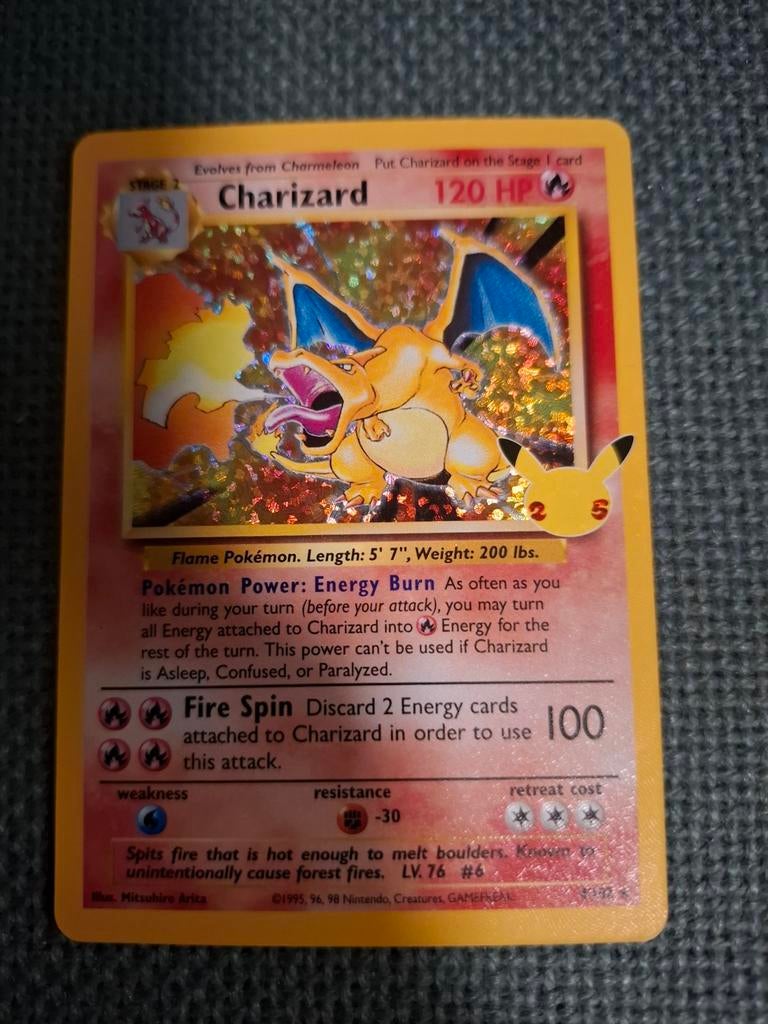 Evolves from Charmeleon Put Charizard on the Stage 1 card
STAGE 2
Charizard 120 HP
25
Flame Pokémon. Length: 5' 7", Weight: 200 lbs.
Pokémon Power: Energy Burn As often as you
like during your turn (before your attack), you may turn
all Energy attached to Charizard into Energy for the
rest of the turn. This power can't be used if Charizard
is Asleep, Confused, or Paralyzed.
Fire Spin Discard 2 Energy cards
attached to Charizard in order to use 100
this attack.
weakness resistance retreat cost
-30
Spits fire that is hot enough to melt boulders. Known to
unintentionally cause forest fires. LV. 76 #6
Illus. Mitsuhiro Arita ©1995, 96, 98 Nintendo, Creatures, GAMEFREAK. 4/102